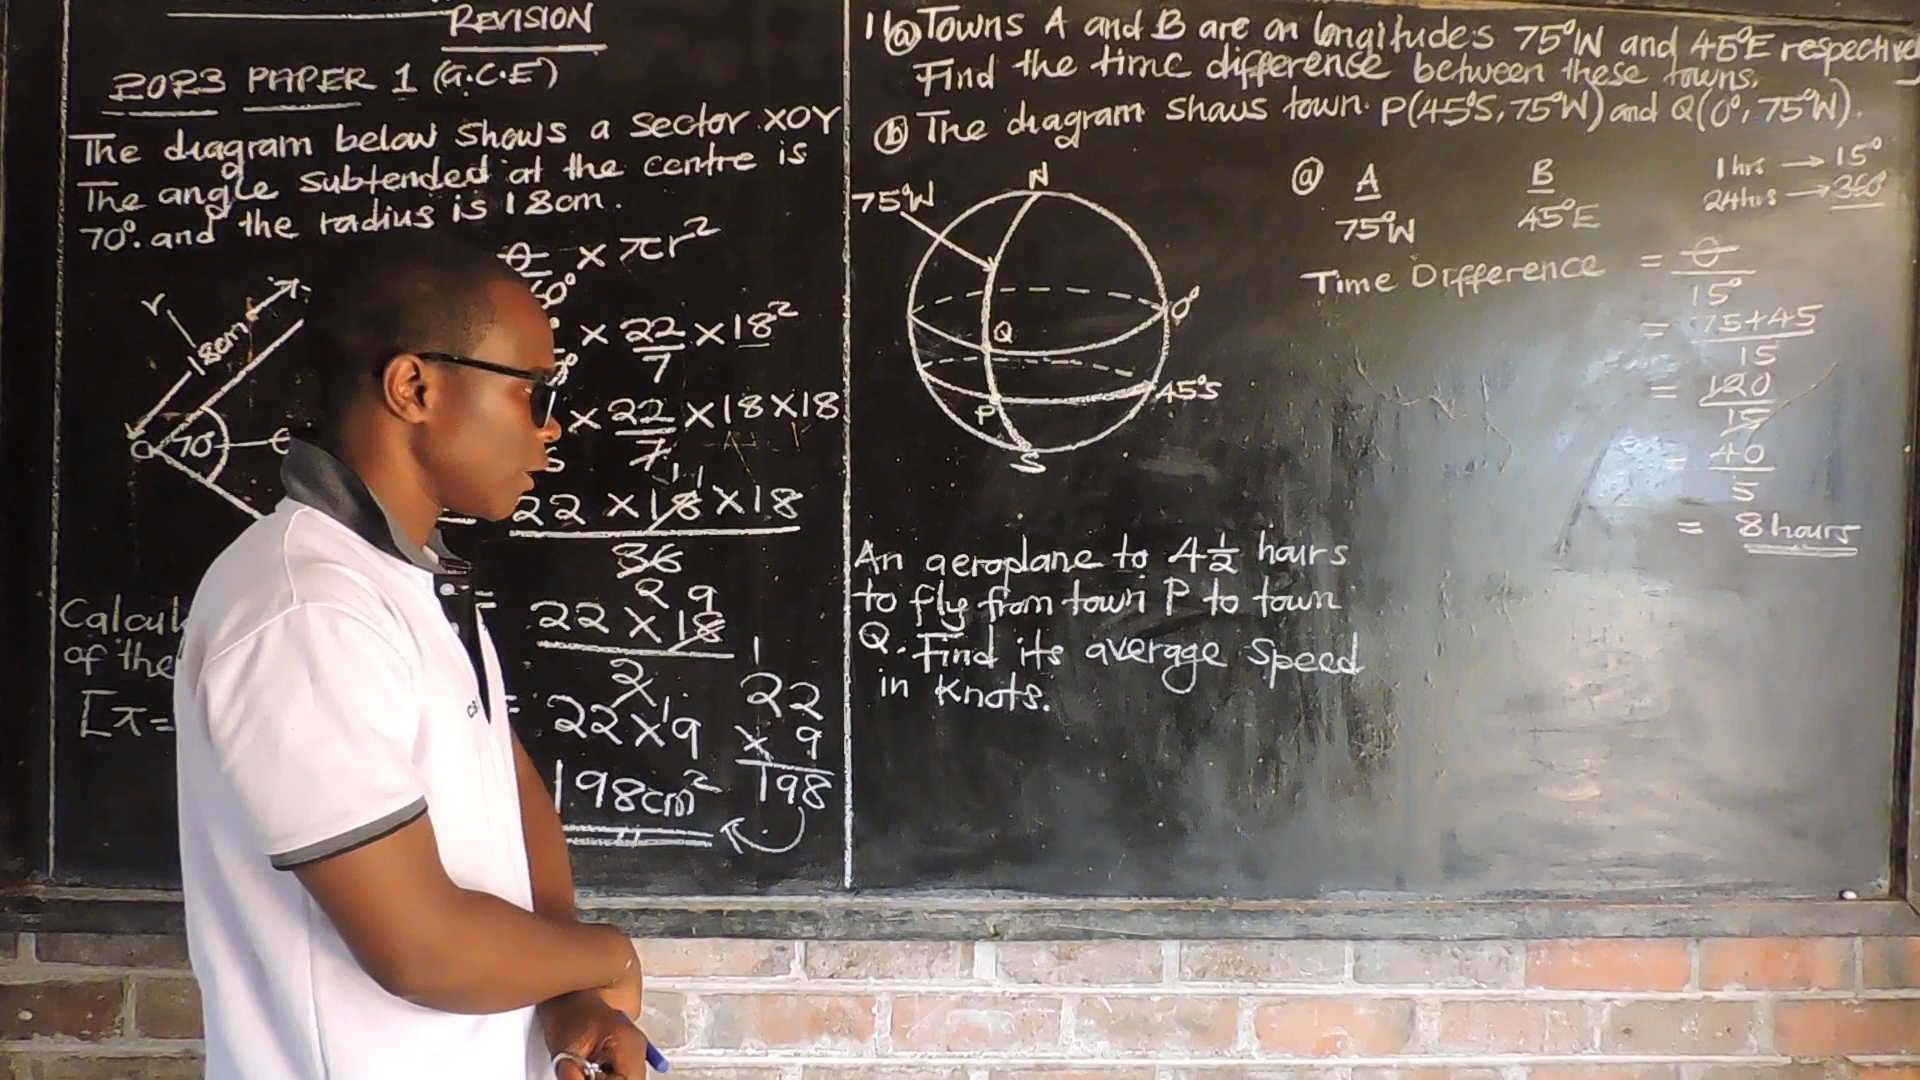 REVISION
2023 PAPER 1 (G.C.E)
The diagram below shows a sector XOY
The angle subtended at the centre is
70°. and the radius is 18cm.
θ × πr²
r
18cm
O 70°
× 22/7 × 18²
× 22/7 × 18×18
22 × 18 × 18
36
2 9
22 × 18
2
22×9
198cm²
1
22
× 9
198
of the
[π=
11(a) Towns A and B are on longitudes 75°W and 45°E
Find the time difference between these towns.
(b) The diagram shows town P(45°S, 75°W) and Q(0°, 75°W).
N
75°W
0°
Q
45°S
P
S
(a) A B
75°W 45°E
1hrs → 15°
24hrs → 360°
Time Difference = θ/15°
= 75+45/15
= 120/15
= 40/5
= 8 hours
An aeroplane to 4½ hours
to fly from town P to town
Q. Find its average speed
in knots.